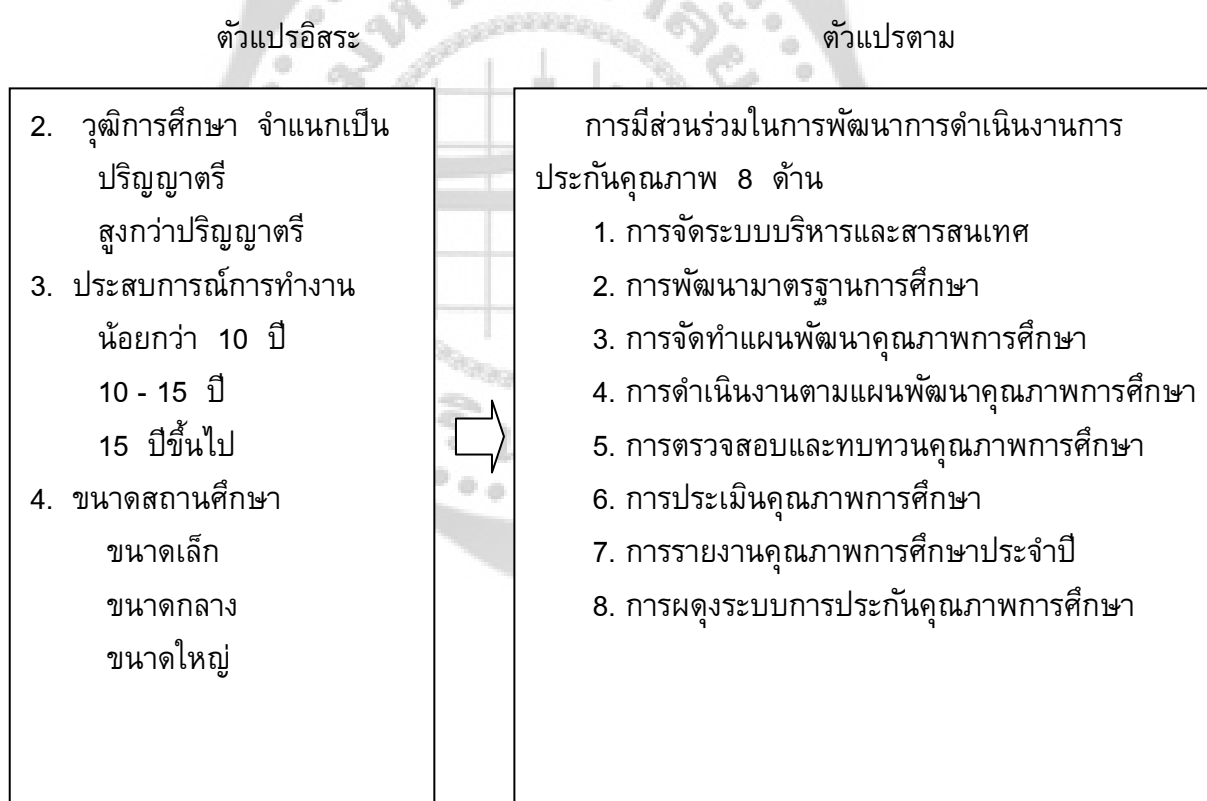 ตัวแปรอิสระ
ตัวแปรตาม
2. วุฒิการศึกษา จำแนกเป็น
ปริญญาตรี
สูงกว่าปริญญาตรี
3. ประสบการณ์การทำงาน
น้อยกว่า 10 ปี
10 - 15 ปี
15 ปีขึ้นไป
4. ขนาดสถานศึกษา
ขนาดเล็ก
ขนาดกลาง
ขนาดใหญ่
การมีส่วนร่วมในการพัฒนาการดำเนินงานการ
ประกันคุณภาพ 8 ด้าน
1. การจัดระบบบริหารและสารสนเทศ
2. การพัฒนามาตรฐานการศึกษา
3. การจัดทำแผนพัฒนาคุณภาพการศึกษา
4. การดำเนินงานตามแผนพัฒนาคุณภาพการศึกษา
5. การตรวจสอบและทบทวนคุณภาพการศึกษา
6. การประเมินคุณภาพการศึกษา
7. การรายงานคุณภาพการศึกษาประจำปี
8. การผดุงระบบการประกันคุณภาพการศึกษา